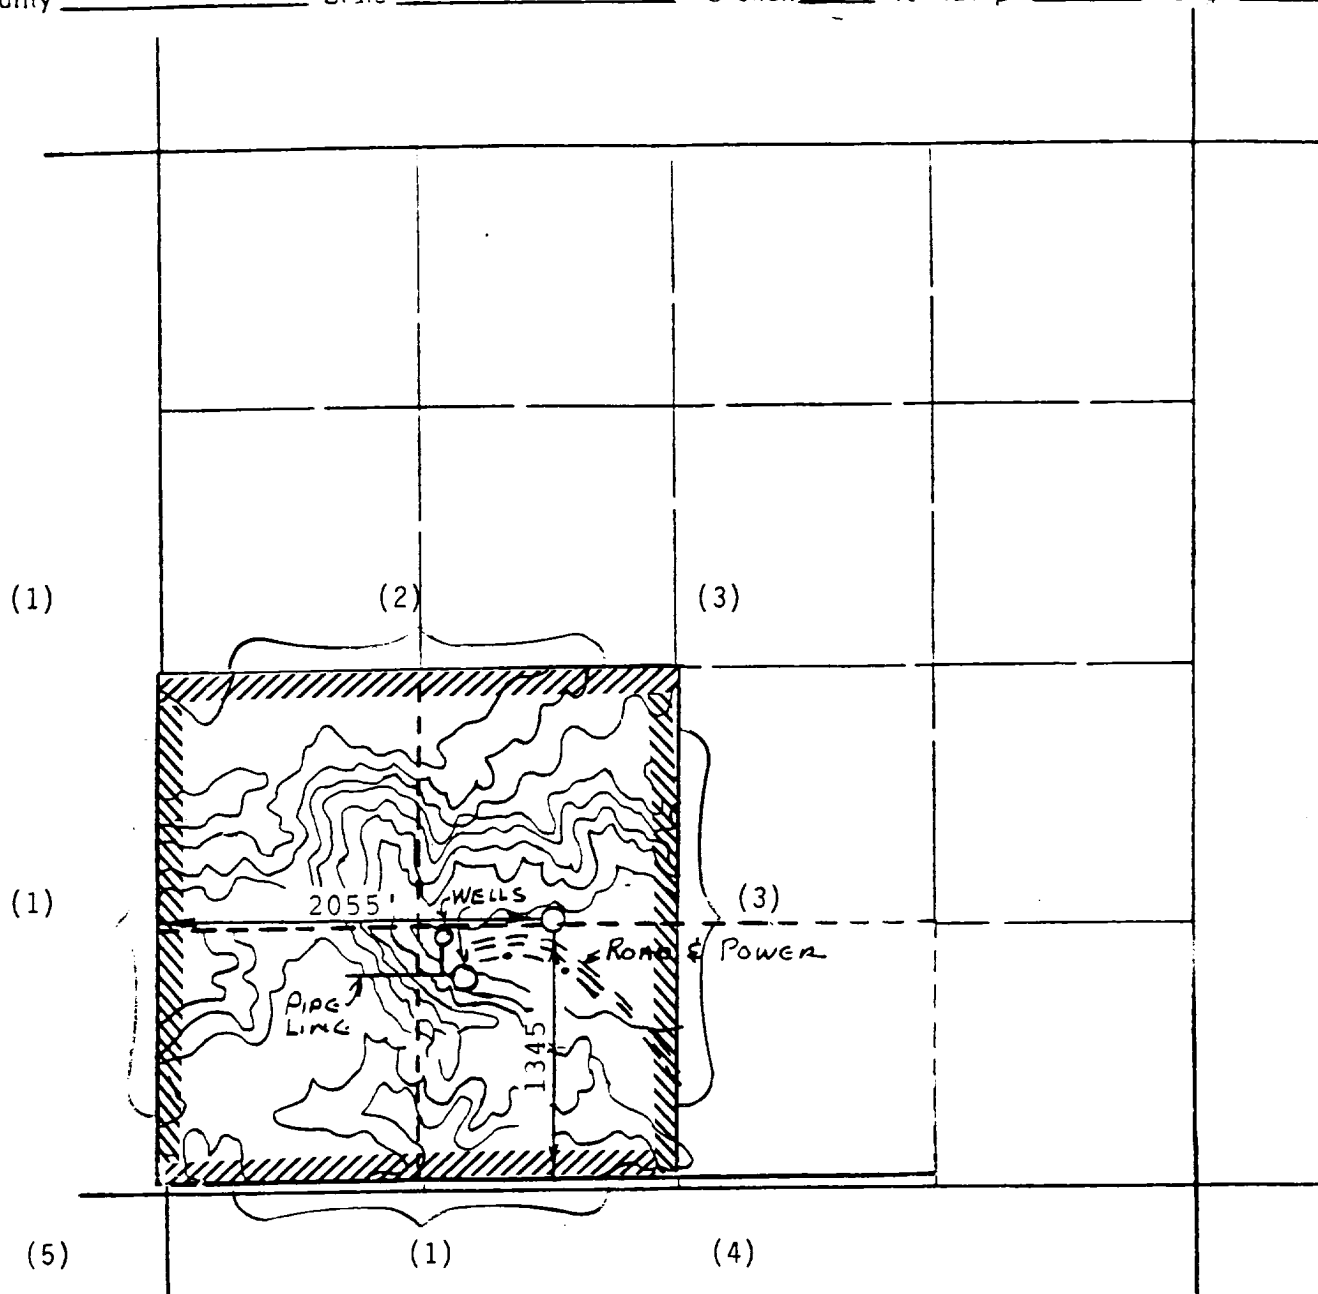 (1) (2) (3)
(1) 2055' WELLS (3)
ROAD & POWER
PIPE
LINE
1345
(5) (1) (4)